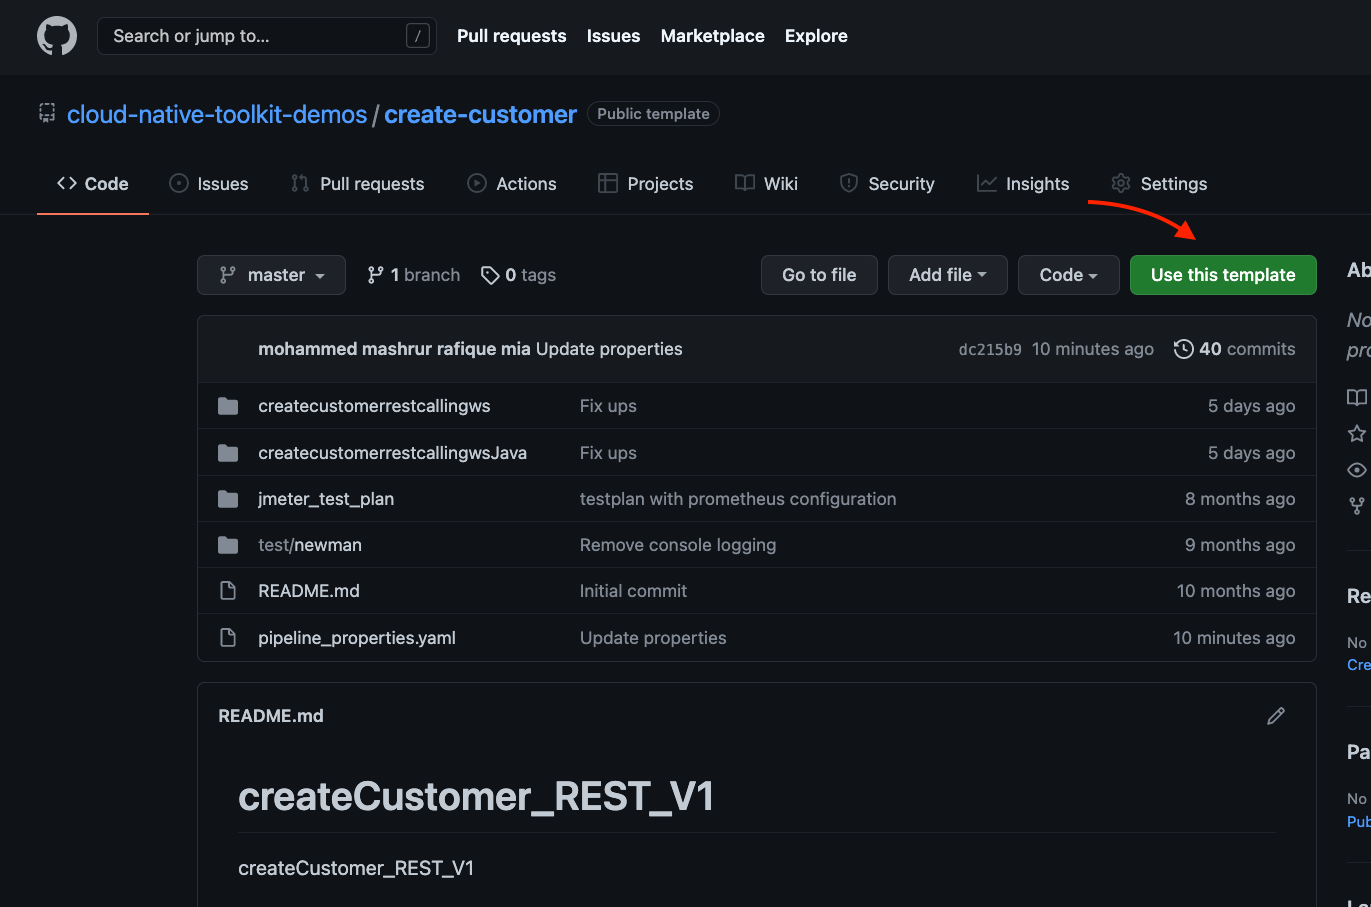 Search or jump to... / Pull requests Issues Marketplace Explore
cloud-native-toolkit-demos / create-customer Public template
Code Issues Pull requests Actions Projects Wiki Security Insights Settings
master 1 branch 0 tags Go to file Add file Code Use this template
mohammed mashrur rafique mia Update properties dc215b9 10 minutes ago 40 commits
createcustomerrestcallingws Fix ups 5 days ago
createcustomerrestcallingwsJava Fix ups 5 days ago
jmeter_test_plan testplan with prometheus configuration 8 months ago
test/newman Remove console logging 9 months ago
README.md Initial commit 10 months ago
pipeline_properties.yaml Update properties 10 minutes ago
README.md
createCustomer_REST_V1
createCustomer_REST_V1
Ab
No
pro
Re
No
Cre
Pa
No
Pub